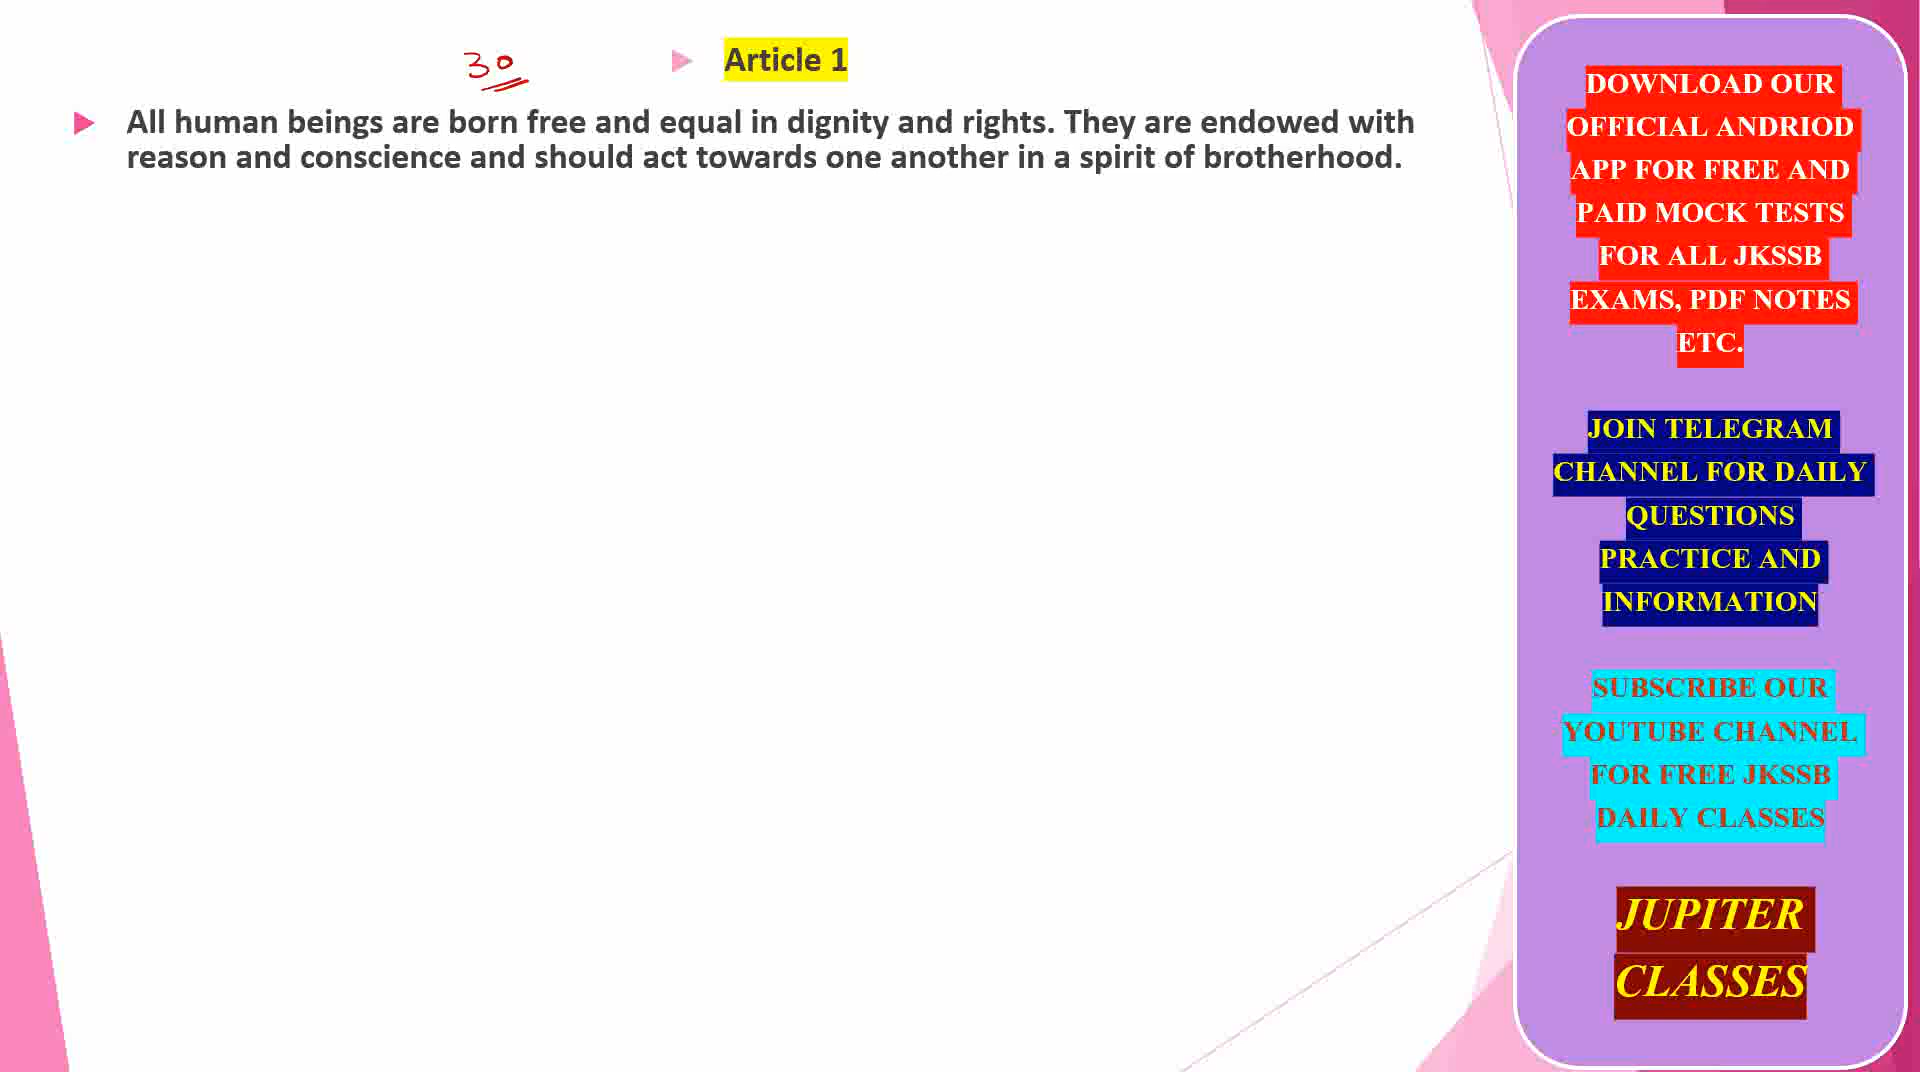 30
Article 1
All human beings are born free and equal in dignity and rights. They are endowed with
reason and conscience and should act towards one another in a spirit of brotherhood.
DOWNLOAD OUR
OFFICIAL ANDRIOD
APP FOR FREE AND
PAID MOCK TESTS
FOR ALL JKSSB
EXAMS, PDF NOTES
ETC.
JOIN TELEGRAM
CHANNEL FOR DAILY
QUESTIONS
PRACTICE AND
INFORMATION
SUBSCRIBE OUR
YOUTUBE CHANNEL
FOR FREE JKSSB
DAILY CLASSES
JUPITER
CLASSES